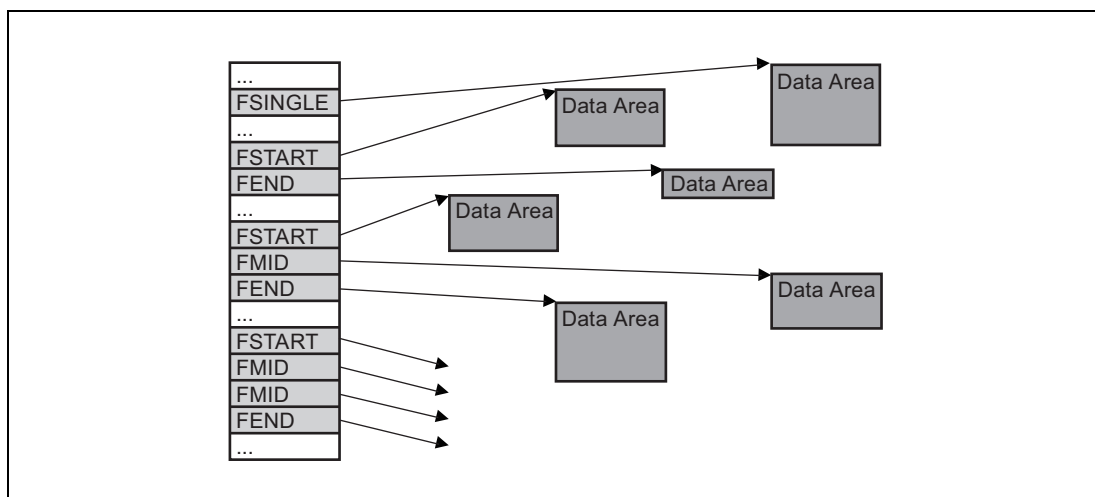 ...
FSINGLE
...
FSTART
FEND
...
FSTART
FMID
FEND
...
FSTART
FMID
FMID
FEND
...
Data Area
Data Area
Data Area
Data Area
Data Area
Data Area